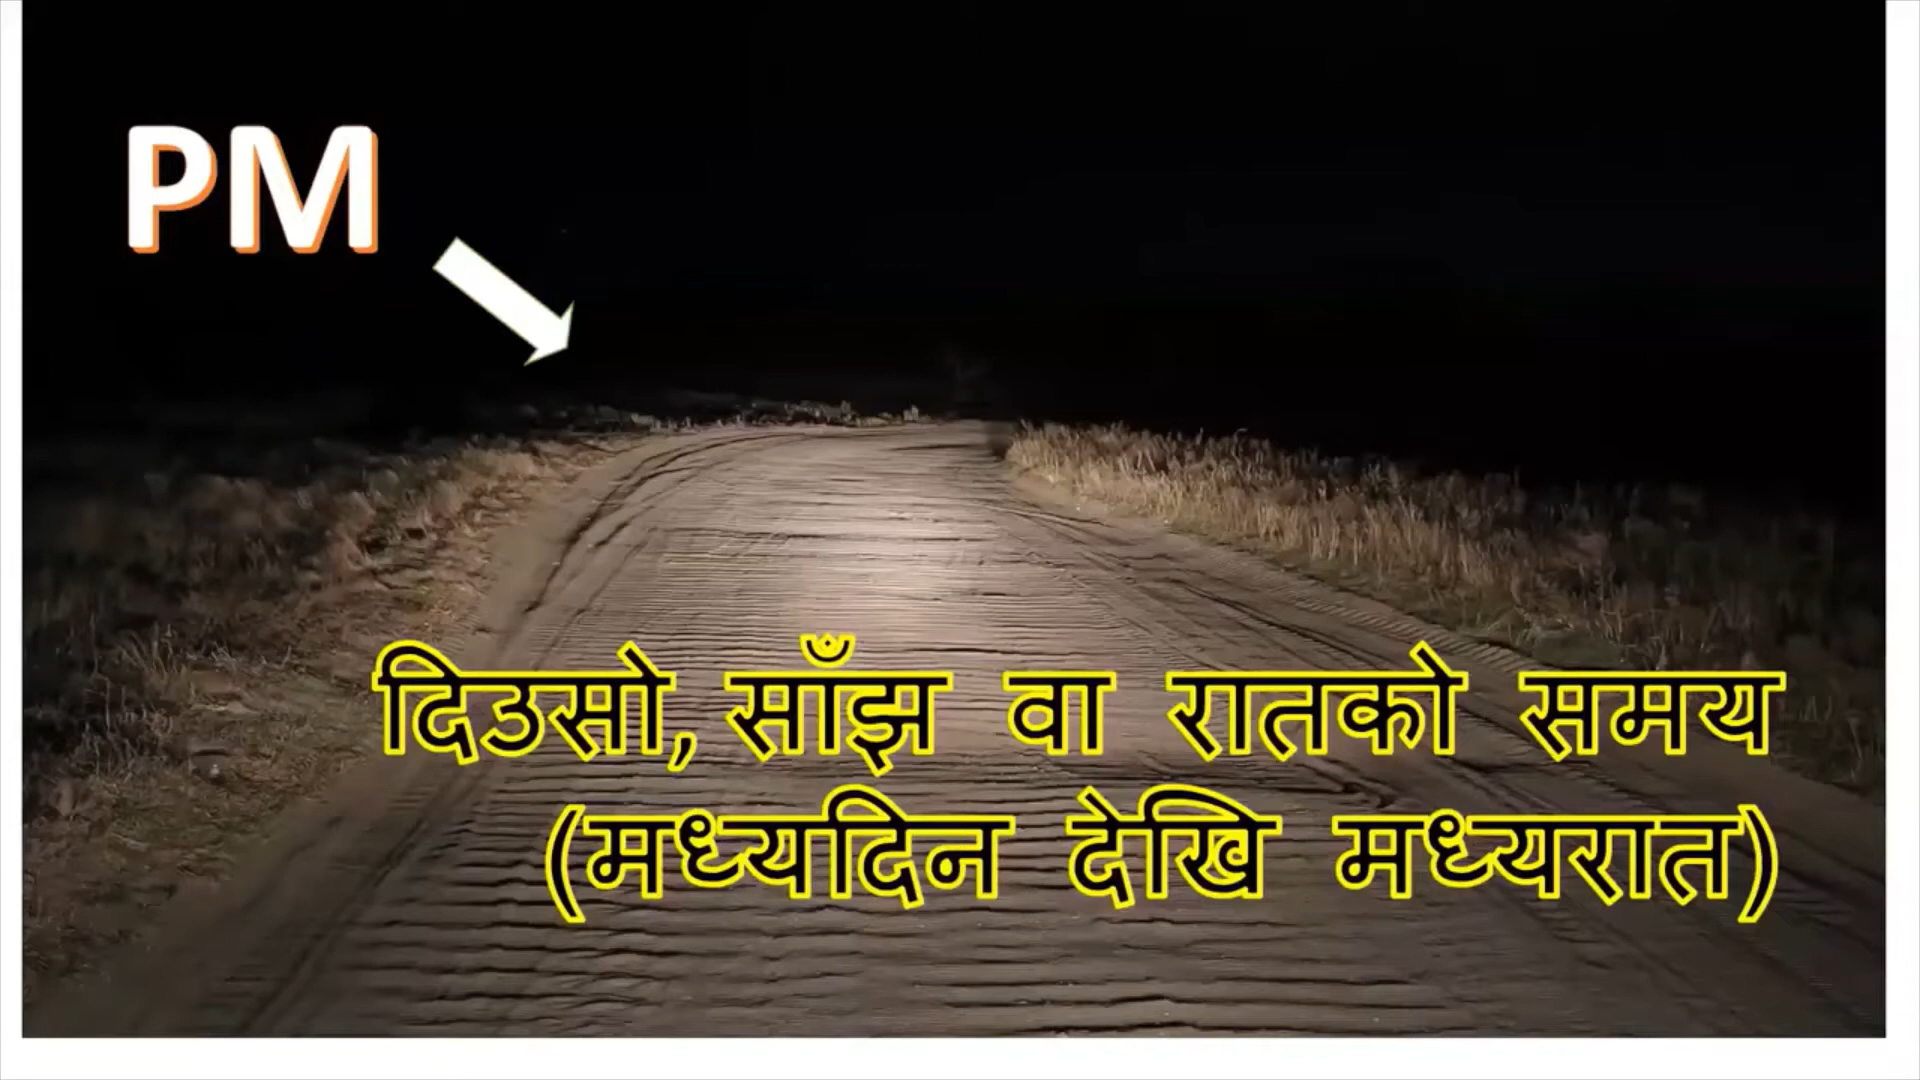 PM
दिउसो, साँझ वा रातको समय
(मध्यदिन देखि मध्यरात)